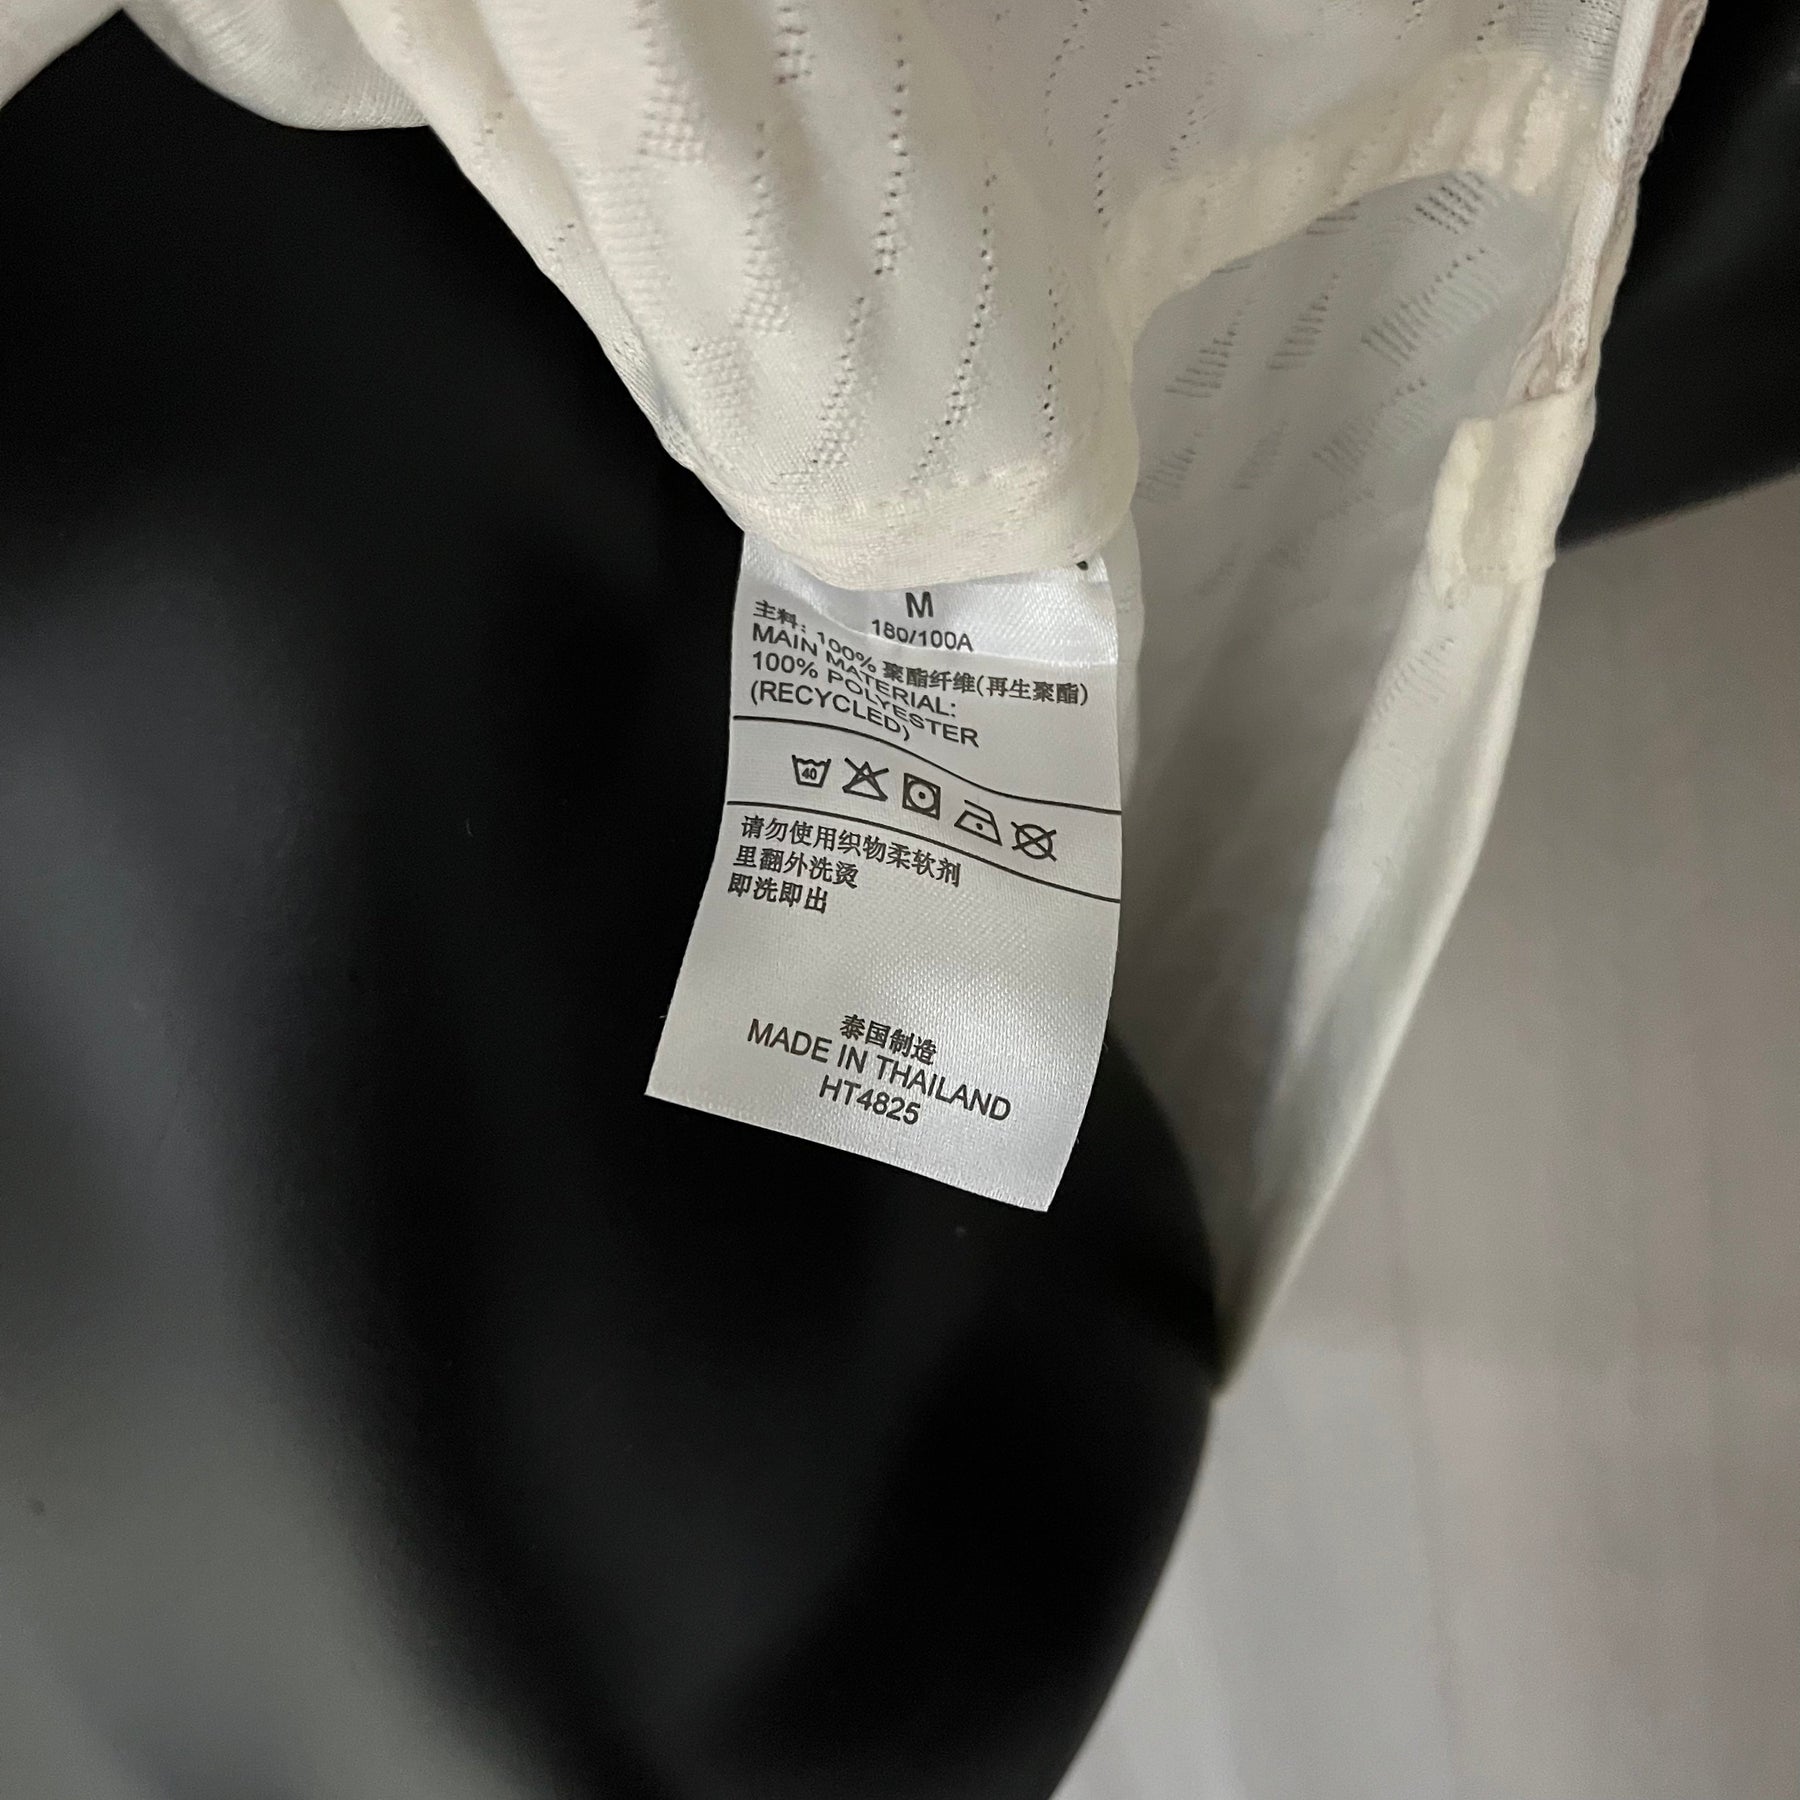 M
180/100A
主料: 100% 聚酯纤维(再生聚酯)
MAIN MATERIAL:
100% POLYESTER
(RECYCLED)
40
请勿使用织物柔软剂
里翻外洗烫
即洗即出
泰国制造
MADE IN THAILAND
HT4825